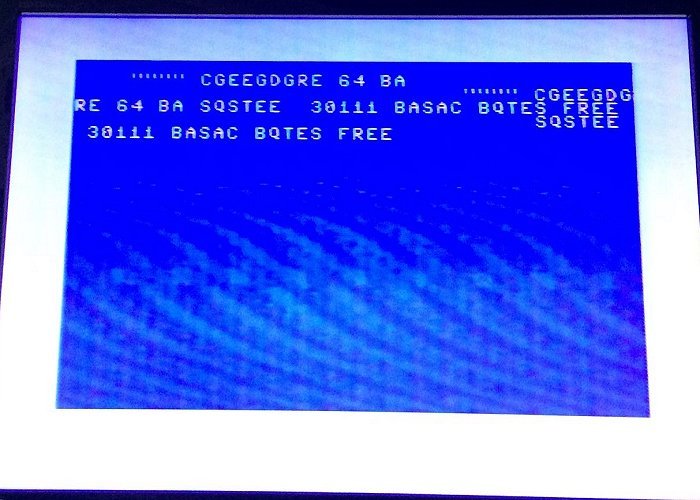 '''''''' CGEEGDGRE 64 BA
'''''''' CGEEGDG
RE 64 BA SQSTEE 30111 BASAC BQTES FREE
SQSTEE
30111 BASAC BQTES FREE